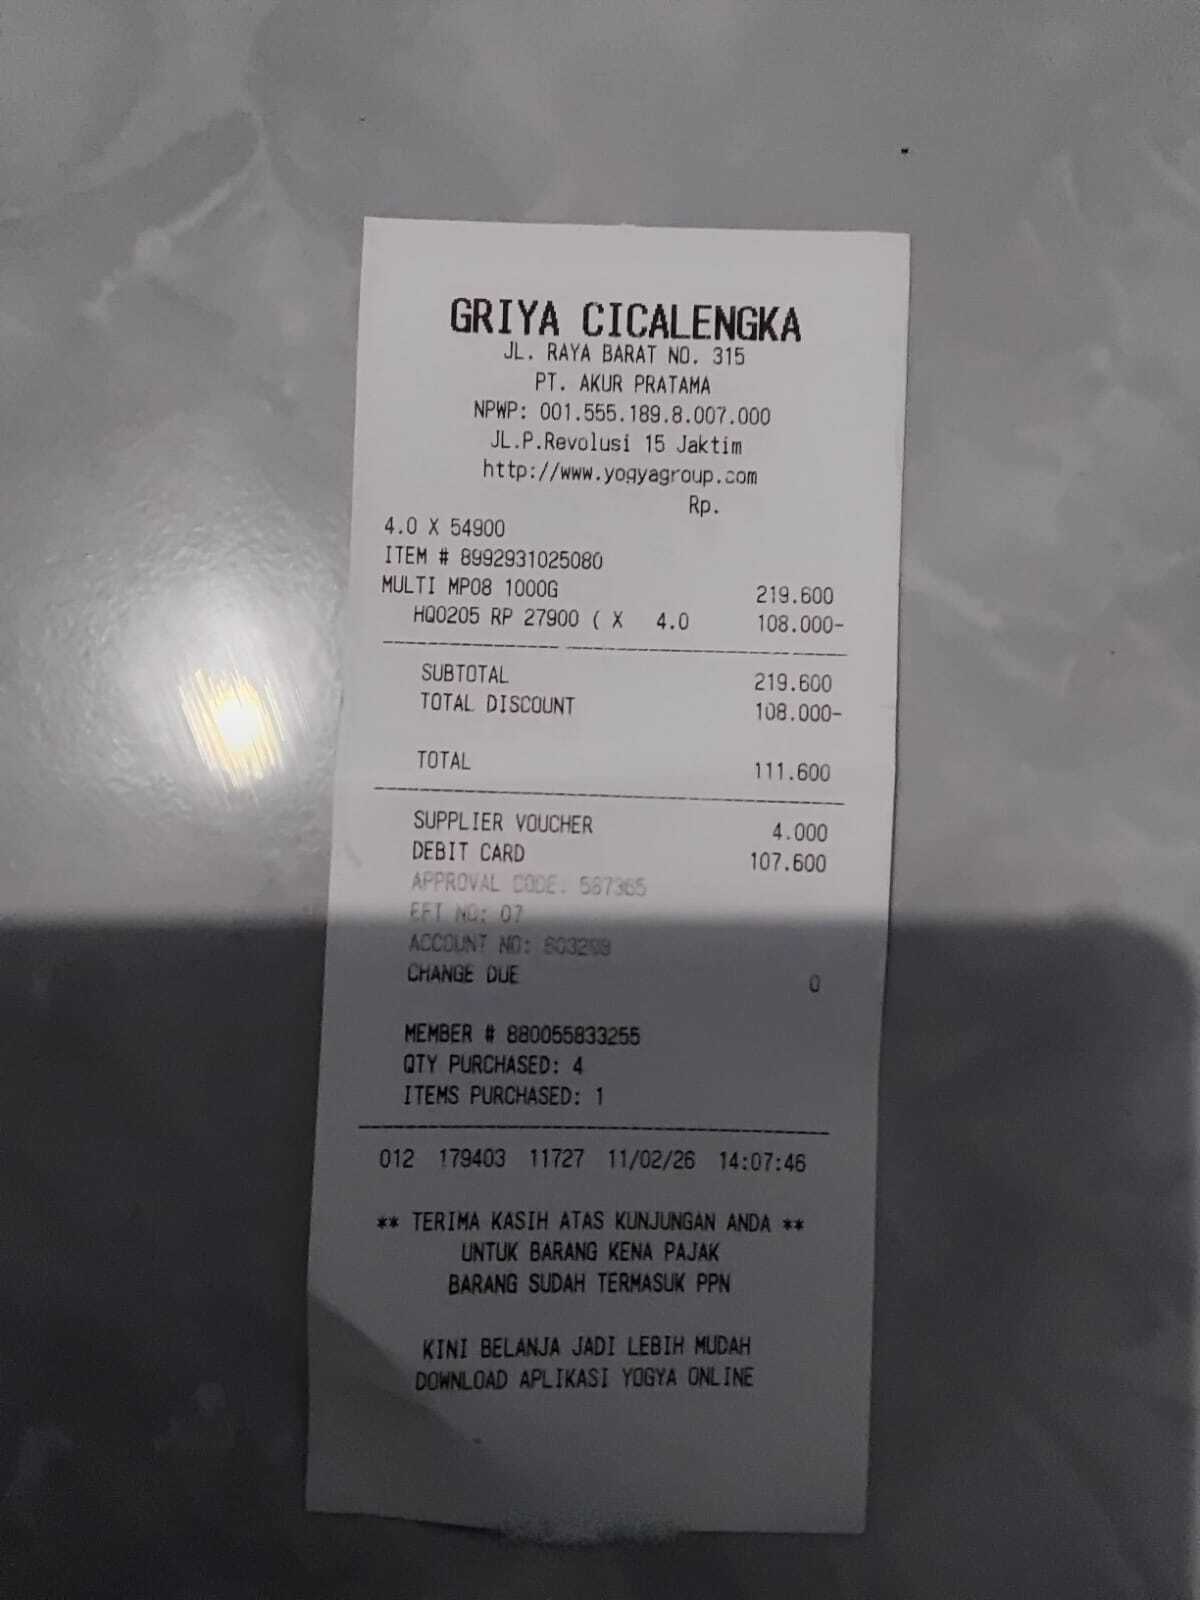 GRIYA CICALENGKA
JL. RAYA BARAT NO. 315
PT. AKUR PRATAMA
NPWP: 001.555.189.8.007.000
JL.P.Revolusi 15 Jaktim
http://www.yogyagroup.com
Rp.
4.0 X 54900
ITEM # 8992931025080
MULTI MP08 1000G 219.600
HQ0205 RP 27900 ( X 4.0 108.000-
SUBTOTAL 219.600
TOTAL DISCOUNT 108.000-
TOTAL 111.600
SUPPLIER VOUCHER 4.000
DEBIT CARD 107.600
APPROVAL CODE: 587365
EFT NO: 07
ACCOUNT NO: 603299
CHANGE DUE 0
MEMBER # 880055833255
QTY PURCHASED: 4
ITEMS PURCHASED: 1
012 179403 11727 11/02/26 14:07:46
** TERIMA KASIH ATAS KUNJUNGAN ANDA **
UNTUK BARANG KENA PAJAK
BARANG SUDAH TERMASUK PPN
KINI BELANJA JADI LEBIH MUDAH
DOWNLOAD APLIKASI YOGYA ONLINE